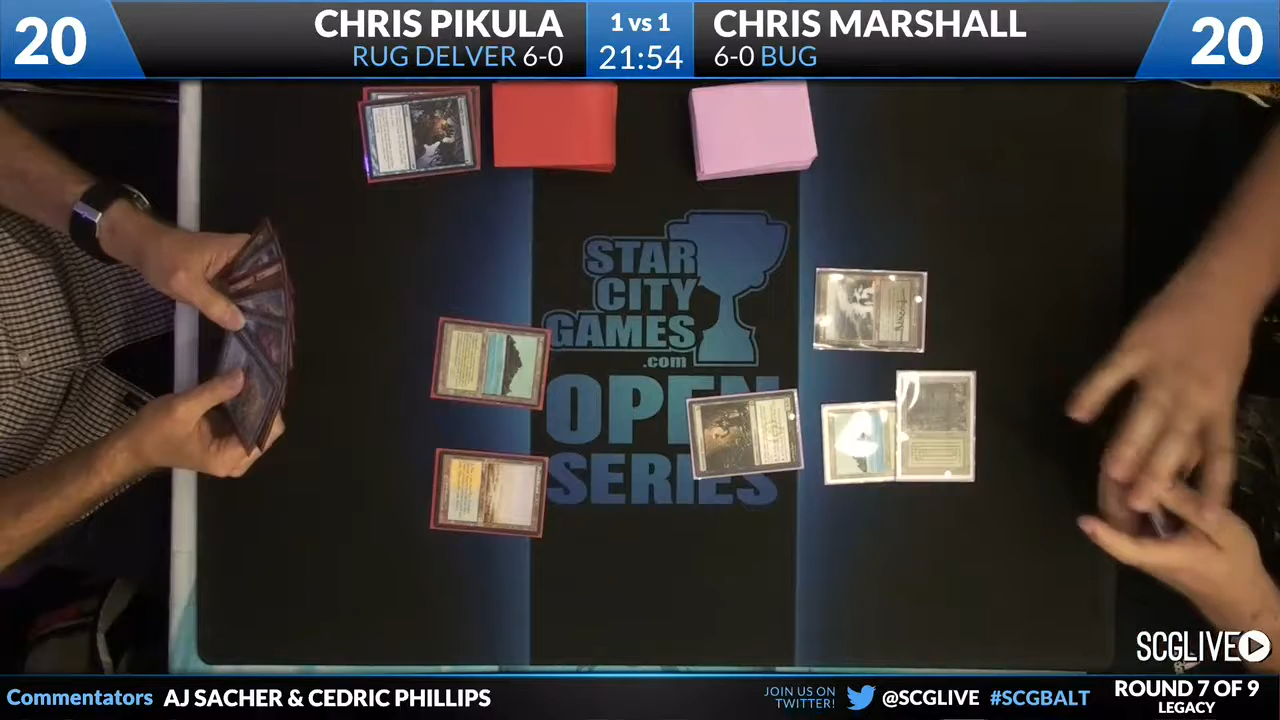 20
CHRIS PIKULA
RUG DELVER 6-0
1 vs 1
21:54
CHRIS MARSHALL
6-0 BUG
20
STAR
CITY
GAMES
.com
OPEN
SERIES
SCGLIVE
Commentators AJ SACHER & CEDRIC PHILLIPS
JOIN US ON
TWITTER!
@SCGLIVE #SCGBALT
ROUND 7 OF 9
LEGACY